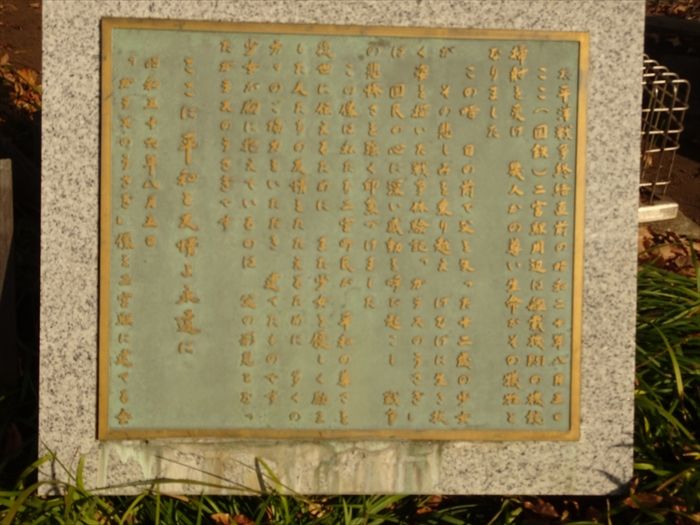 太平洋戦争終結直前の昭和二十年八月五日
ここ(国鉄)二宮駅周辺は艦載機P51の機銃
掃射を受け 幾人かの尊い生命がその犠牲と
なりました
この時 目の前で父を失った十二歳の少女
が その悲しみを乗り越え けなげに生き抜
く姿を描いた戦争体験記「ガラスのうさぎ」
は 国民の心に深い感動を呼び起こし 戦争
の悲惨さを強く印象づけました
この像は私たち二宮町民が 平和の尊さを
後世に伝えるために また少女を優しく励ま
した人たちの友情をたたえるために 多くの
方々のご協力をいただき 建てたものです
少女が胸に抱えているのは 父の形見となっ
たガラスのうさぎです
ここに 平和と友情よ永遠に
昭和五十六年八月五日
「ガラスのうさぎ」像を二宮駅に建てる会